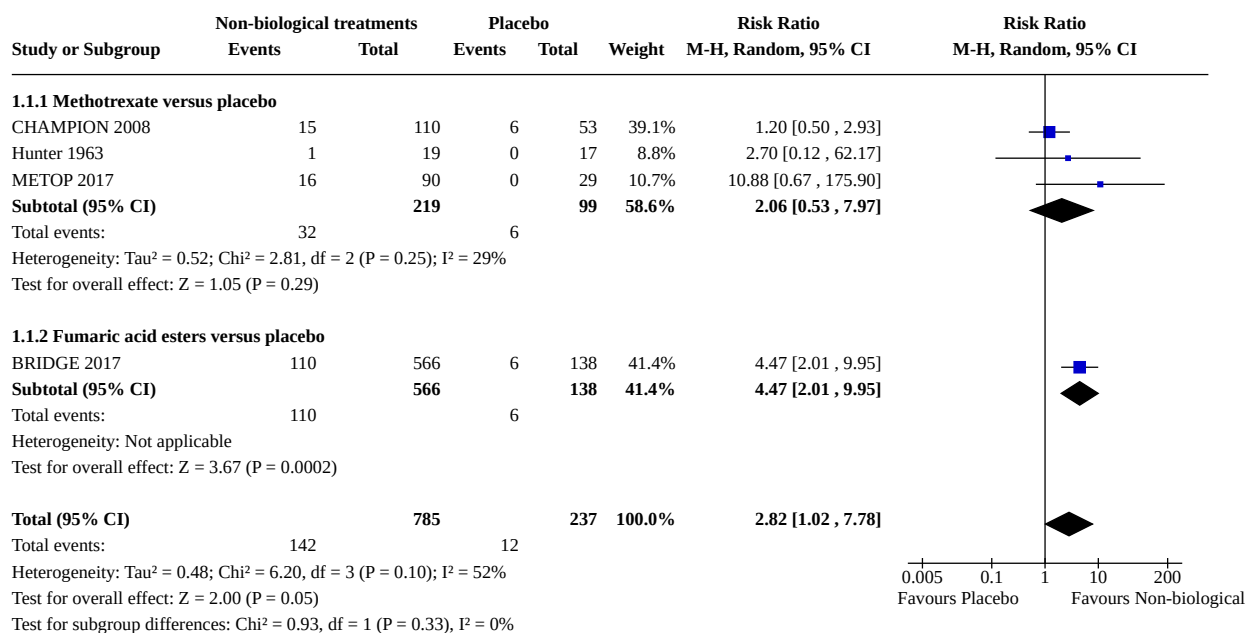 Non-biological treatments Placebo Risk Ratio Risk Ratio
Study or Subgroup Events Total Events Total Weight M-H, Random, 95% CI M-H, Random, 95% CI
1.1.1 Methotrexate versus placebo
CHAMPION 2008 15 110 6 53 39.1% 1.20 [0.50 , 2.93]
Hunter 1963 1 19 0 17 8.8% 2.70 [0.12 , 62.17]
METOP 2017 16 90 0 29 10.7% 10.88 [0.67 , 175.90]
Subtotal (95% CI) 219 99 58.6% 2.06 [0.53 , 7.97]
Total events: 32 6
Heterogeneity: Tau² = 0.52; Chi² = 2.81, df = 2 (P = 0.25); I² = 29%
Test for overall effect: Z = 1.05 (P = 0.29)
1.1.2 Fumaric acid esters versus placebo
BRIDGE 2017 110 566 6 138 41.4% 4.47 [2.01 , 9.95]
Subtotal (95% CI) 566 138 41.4% 4.47 [2.01 , 9.95]
Total events: 110 6
Heterogeneity: Not applicable
Test for overall effect: Z = 3.67 (P = 0.0002)
Total (95% CI) 785 237 100.0% 2.82 [1.02 , 7.78]
Total events: 142 12
Heterogeneity: Tau² = 0.48; Chi² = 6.20, df = 3 (P = 0.10); I² = 52%
Test for overall effect: Z = 2.00 (P = 0.05)
Test for subgroup differences: Chi² = 0.93, df = 1 (P = 0.33), I² = 0%
0.005 0.1 1 10 200
Favours Placebo Favours Non-biological